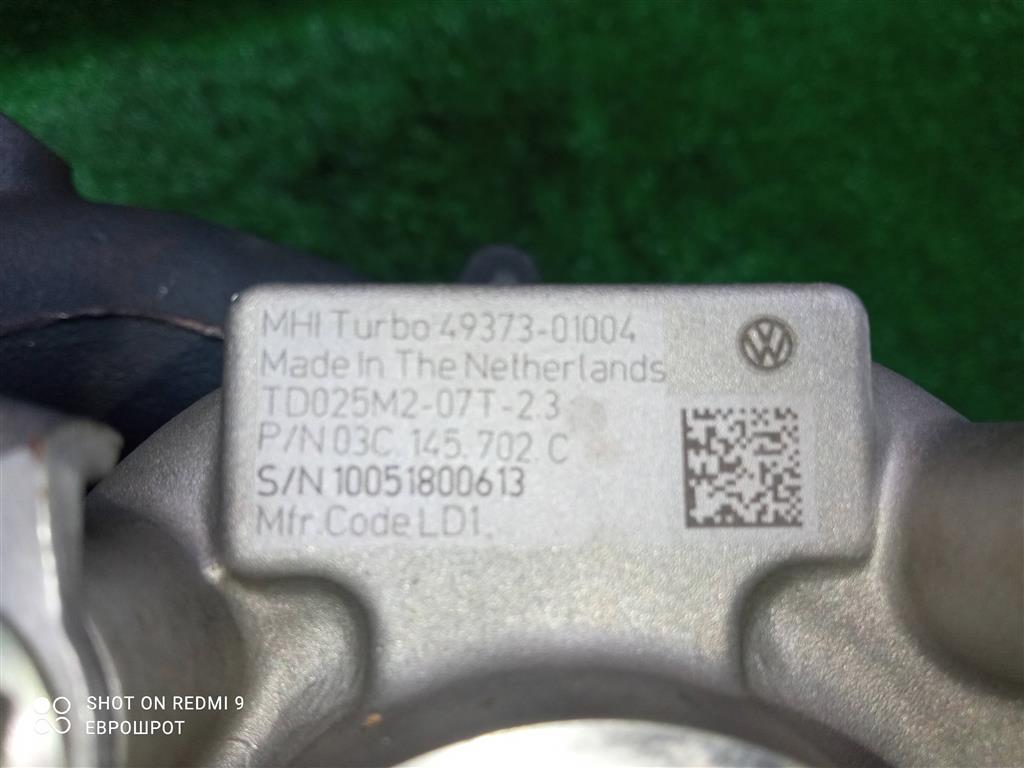 MHI Turbo 49373-01004
Made In The Netherlands
TD025M2-07T-2.3
P/N 03C 145.702 C
S/N 10051800613
Mfr.Code LD1.
SHOT ON REDMI 9
ЕВРОШРОТ